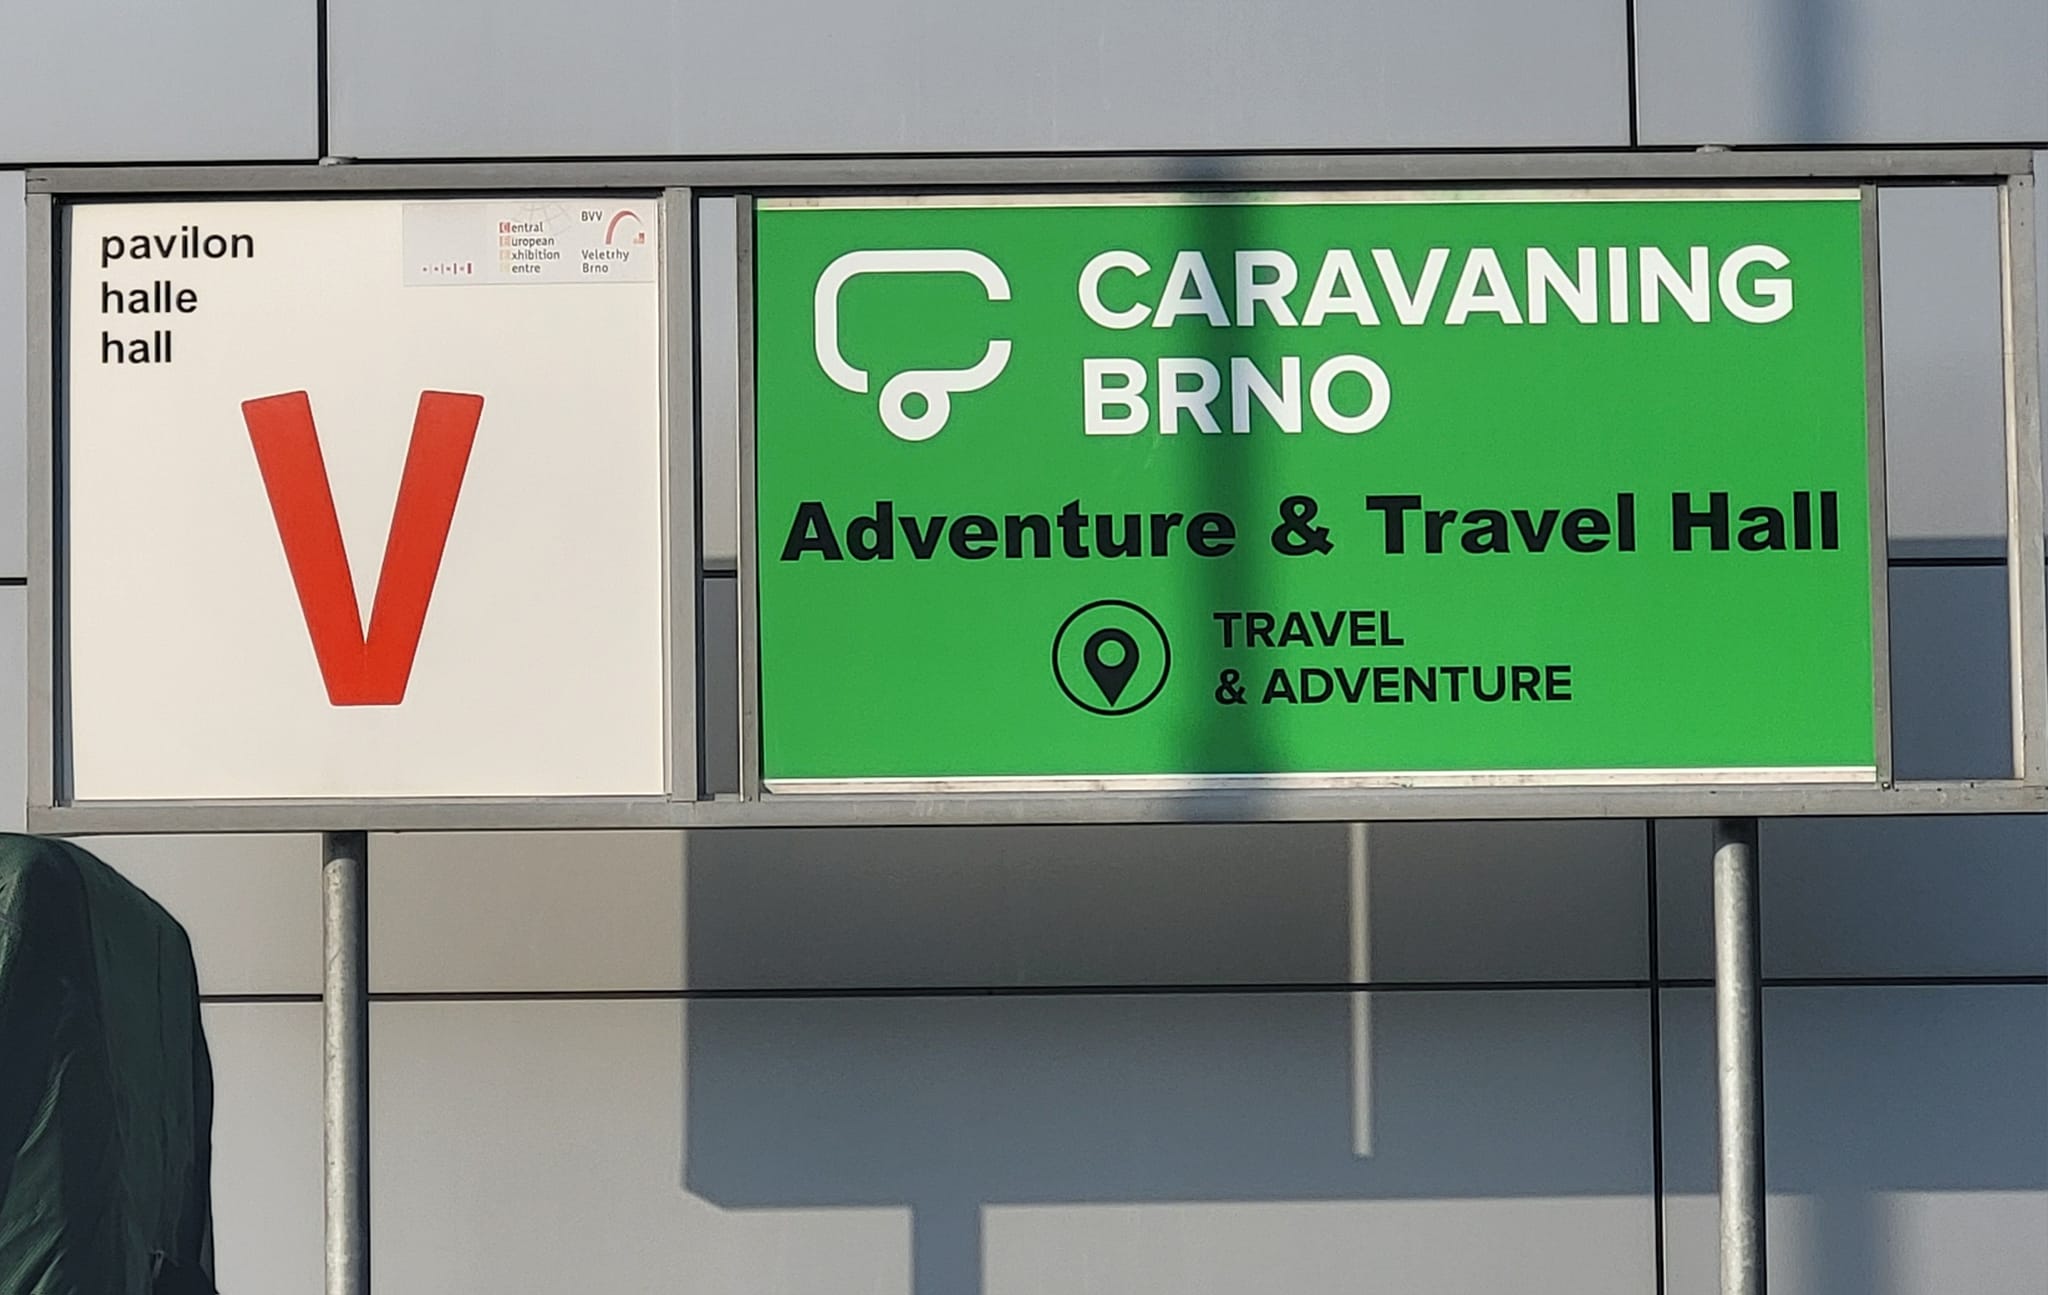 pavilon
halle
hall
V
Central
European
Exhibition
Centre
BVV
Veletrhy
Brno
CARAVANING
BRNO
Adventure & Travel Hall
TRAVEL
& ADVENTURE